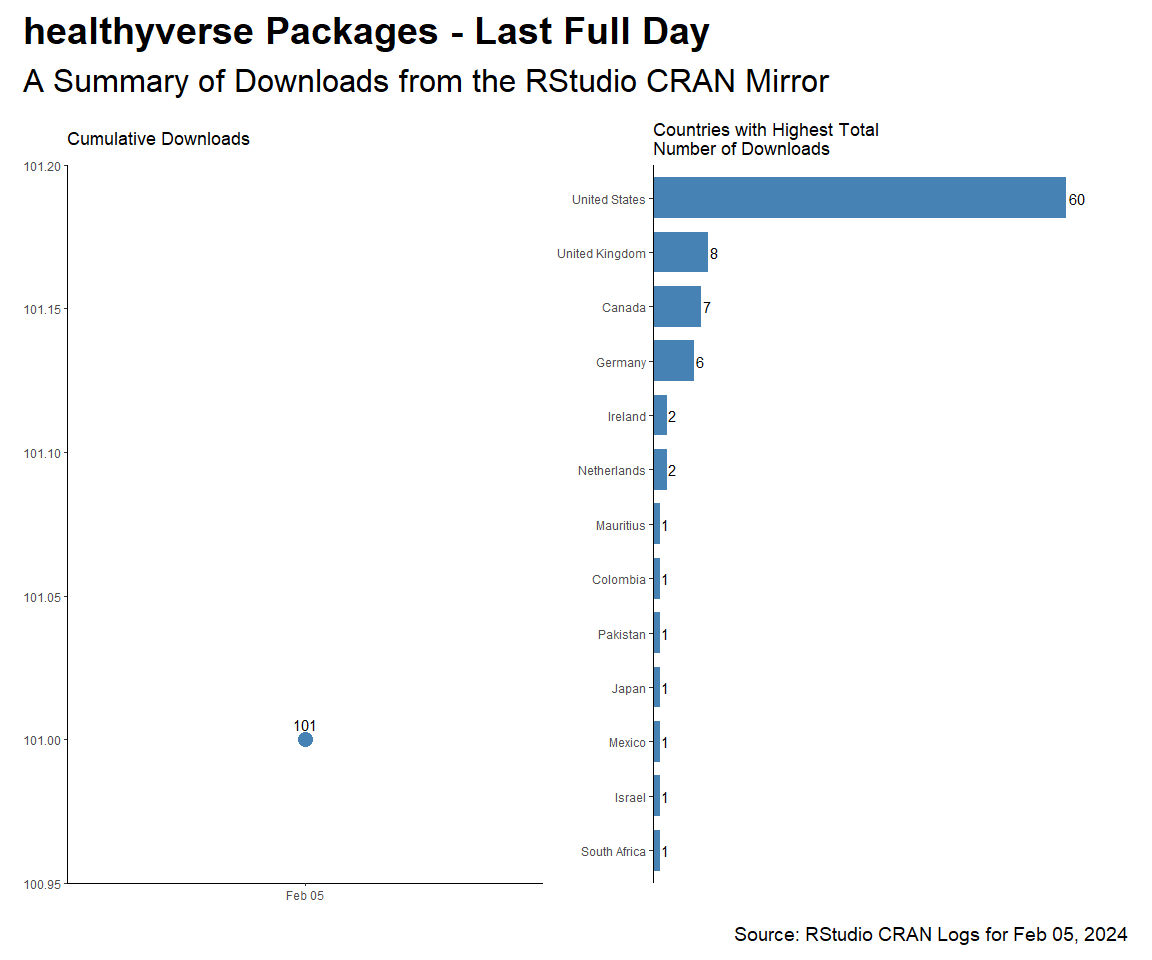 healthyverse Packages - Last Full Day
A Summary of Downloads from the RStudio CRAN Mirror
Cumulative Downloads
101.20
101.15
101.10
101.05
101.00
100.95
101
Feb 05
Countries with Highest Total
Number of Downloads
United States 60
United Kingdom 8
Canada 7
Germany 6
Ireland 2
Netherlands 2
Mauritius 1
Colombia 1
Pakistan 1
Japan 1
Mexico 1
Israel 1
South Africa 1
Source: RStudio CRAN Logs for Feb 05, 2024